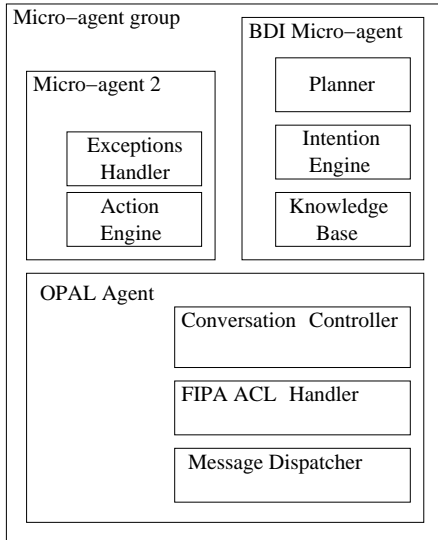 Micro−agent group
BDI Micro−agent
Planner
Intention
Engine
Knowledge
Base
Micro−agent 2
Exceptions
Handler
Action
Engine
OPAL Agent
Conversation Controller
FIPA ACL Handler
Message Dispatcher